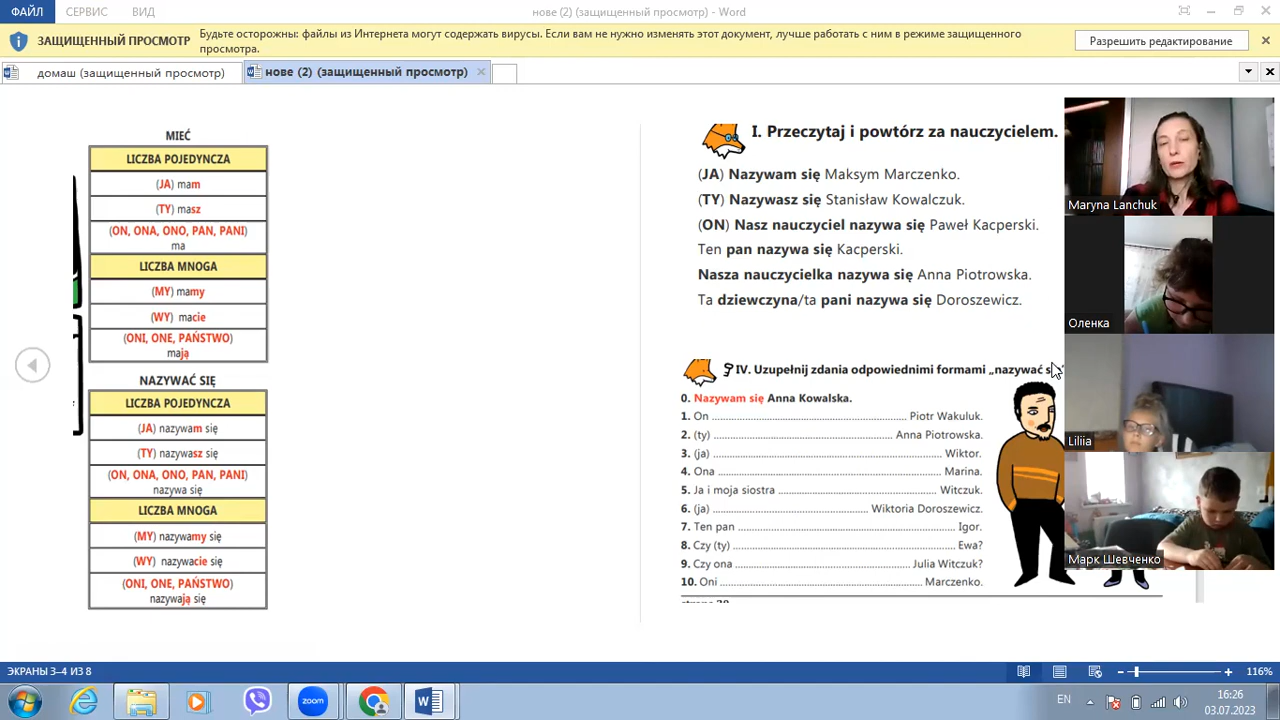 ФАЙЛ СЕРВИС ВИД
нове (2) (защищенный просмотр) - Word
ЗАЩИЩЕННЫЙ ПРОСМОТР
Будьте осторожны: файлы из Интернета могут содержать вирусы. Если вам не нужно изменять этот документ, лучше работать с ним в режиме защищенного
просмотра.
Разрешить редактирование
домаш (защищенный просмотр)
нове (2) (защищенный просмотр)
MIEĆ
LICZBA POJEDYNCZA
(JA) mam
(TY) masz
(ON, ONA, ONO, PAN, PANI)
ma
LICZBA MNOGA
(MY) mamy
(WY) macie
(ONI, ONE, PAŃSTWO)
mają
NAZYWAĆ SIĘ
LICZBA POJEDYNCZA
(JA) nazywam się
(TY) nazywasz się
(ON, ONA, ONO, PAN, PANI)
nazywa się
LICZBA MNOGA
(MY) nazywamy się
(WY) nazywacie się
(ONI, ONE, PAŃSTWO)
nazywają się
I. Przeczytaj i powtórz za nauczycielem.
(JA) Nazywam się Maksym Marczenko.
(TY) Nazywasz się Stanisław Kowalczuk.
(ON) Nasz nauczyciel nazywa się Paweł Kacperski.
Ten pan nazywa się Kacperski.
Nasza nauczycielka nazywa się Anna Piotrowska.
Ta dziewczyna/ta pani nazywa się Doroszewicz.
IV. Uzupełnij zdania odpowiednimi formami „nazywać się"
0. Nazywam się Anna Kowalska.
1. On ........................................ Piotr Wakuluk.
2. (ty) ........................................ Anna Piotrowska.
3. (ja) ........................................ Wiktor.
4. Ona ........................................ Marina.
5. Ja i moja siostra ........................................ Witczuk.
6. (ja) ........................................ Wiktoria Doroszewicz.
7. Ten pan ........................................ Igor.
8. Czy (ty) ........................................ Ewa?
9. Czy ona ........................................ Julia Witczuk?
10. Oni ........................................ Marczenko.
Maryna Lanchuk
Оленка
Liliia
Марк Шевченко
ЭКРАНЫ 3–4 ИЗ 8
116%
zoom
EN
16:26
03.07.2023